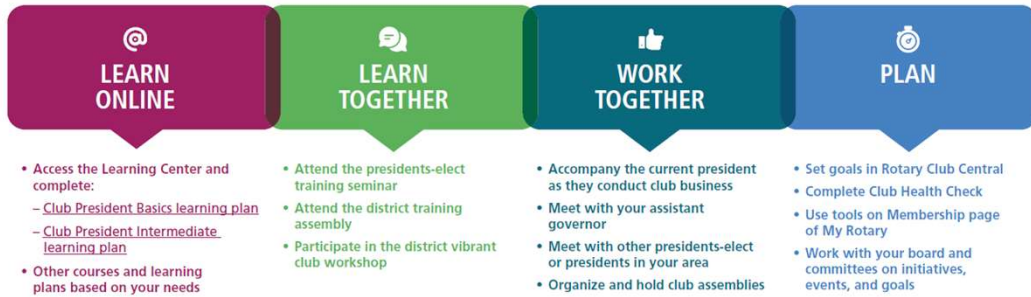 LEARN
ONLINE
• Access the Learning Center and
complete:
– Club President Basics learning plan
– Club President Intermediate
learning plan
• Other courses and learning
plans based on your needs
LEARN
TOGETHER
• Attend the presidents-elect
training seminar
• Attend the district training
assembly
• Participate in the district vibrant
club workshop
WORK
TOGETHER
• Accompany the current president
as they conduct club business
• Meet with your assistant
governor
• Meet with other presidents-elect
or presidents in your area
• Organize and hold club assemblies
PLAN
• Set goals in Rotary Club Central
• Complete Club Health Check
• Use tools on Membership page
of My Rotary
• Work with your board and
committees on initiatives,
events, and goals